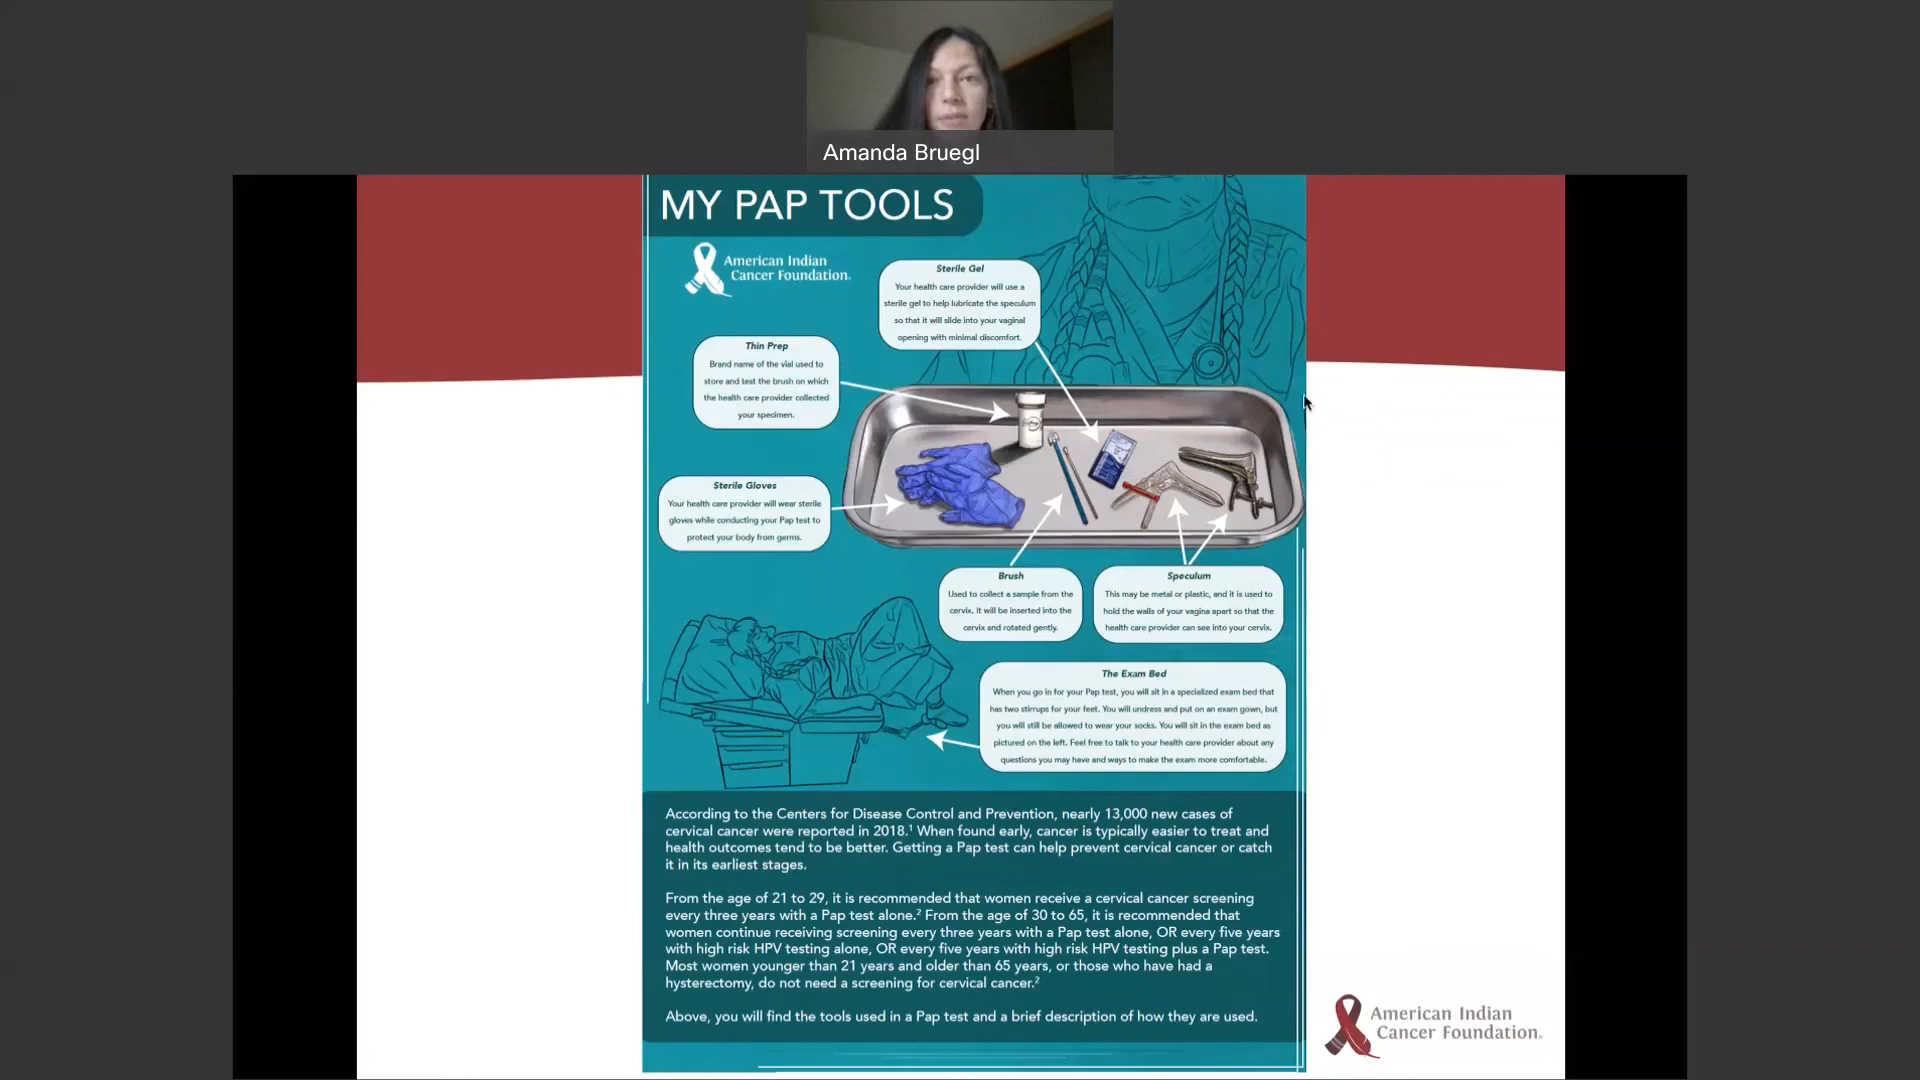 Amanda Bruegl
MY PAP TOOLS
American Indian
Cancer Foundation.
Sterile Gel
Your health care provider will use a
sterile gel to help lubricate the speculum
so that it will slide into your vaginal
opening with minimal discomfort.
Thin Prep
Brand name of the vial used to
store and test the brush on which
the health care provider collected
your specimen.
Sterile Gloves
Your health care provider will wear sterile
gloves while conducting your Pap test to
protect your body from germs.
Brush
Used to collect a sample from the
cervix. It will be inserted into the
cervix and rotated gently.
Speculum
This may be metal or plastic, and it is used to
hold the walls of your vagina apart so that the
health care provider can see into your cervix.
The Exam Bed
When you go in for your Pap test, you will sit in a specialized exam bed that
has two stirrups for your feet. You will undress and put on an exam gown, but
you will still be allowed to wear your socks. You will sit in the exam bed as
pictured on the left. Feel free to talk to your health care provider about any
questions you may have and ways to make the exam more comfortable.
According to the Centers for Disease Control and Prevention, nearly 13,000 new cases of
cervical cancer were reported in 2018.¹ When found early, cancer is typically easier to treat and
health outcomes tend to be better. Getting a Pap test can help prevent cervical cancer or catch
it in its earliest stages.
From the age of 21 to 29, it is recommended that women receive a cervical cancer screening
every three years with a Pap test alone.² From the age of 30 to 65, it is recommended that
women continue receiving screening every three years with a Pap test alone, OR every five years
with high risk HPV testing alone, OR every five years with high risk HPV testing plus a Pap test.
Most women younger than 21 years and older than 65 years, or those who have had a
hysterectomy, do not need a screening for cervical cancer.²
Above, you will find the tools used in a Pap test and a brief description of how they are used.
American Indian
Cancer Foundation.